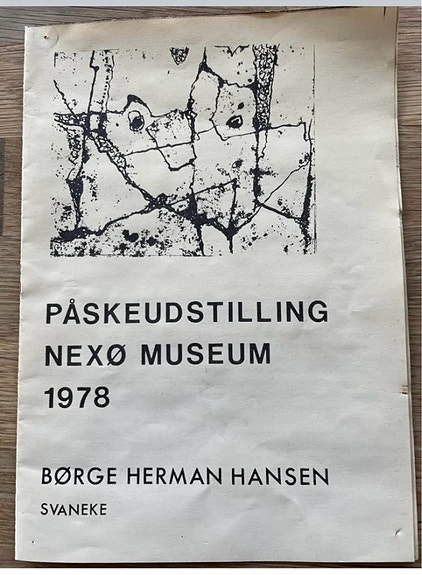 PÅSKEUDSTILLING
NEXØ MUSEUM
1978
BØRGE HERMAN HANSEN
SVANEKE